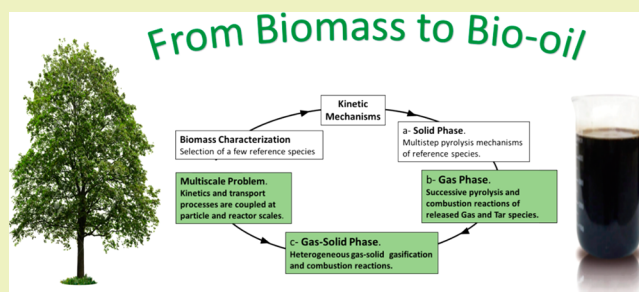 From Biomass to Bio-oil
Kinetic
Mechanisms
Biomass Characterization
Selection of a few reference species
a- Solid Phase.
Multistep pyrolysis mechanisms
of reference species.
Multiscale Problem.
Kinetics and transport
processes are coupled at
particle and reactor scales.
b- Gas Phase.
Successive pyrolysis and
combustion reactions of
released Gas and Tar species.
c- Gas-Solid Phase.
Heterogeneous gas-solid gasification
and combustion reactions.